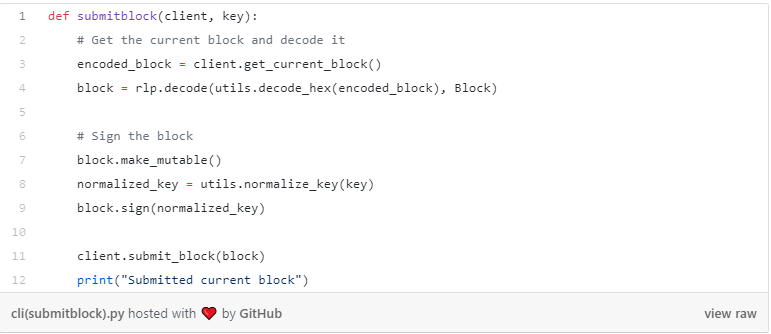 1 def submitblock(client, key):
2     # Get the current block and decode it
3     encoded_block = client.get_current_block()
4     block = rlp.decode(utils.decode_hex(encoded_block), Block)
5
6     # Sign the block
7     block.make_mutable()
8     normalized_key = utils.normalize_key(key)
9     block.sign(normalized_key)
10
11     client.submit_block(block)
12     print("Submitted current block")
cli(submitblock).py hosted with ❤ by GitHub view raw